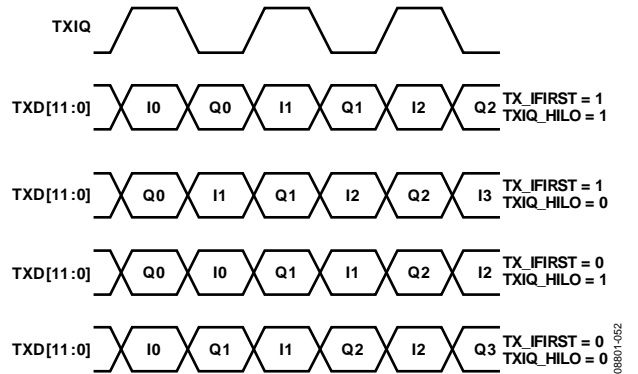 TXIQ
TXD[11:0] I0 Q0 I1 Q1 I2 Q2 TX_IFIRST = 1
TXIQ_HILO = 1
TXD[11:0] Q0 I1 Q1 I2 Q2 I3 TX_IFIRST = 1
TXIQ_HILO = 0
TXD[11:0] Q0 I0 Q1 I1 Q2 I2 TX_IFIRST = 0
TXIQ_HILO = 1
TXD[11:0] I0 Q1 I1 Q2 I2 Q3 TX_IFIRST = 0
TXIQ_HILO = 0
08801-052